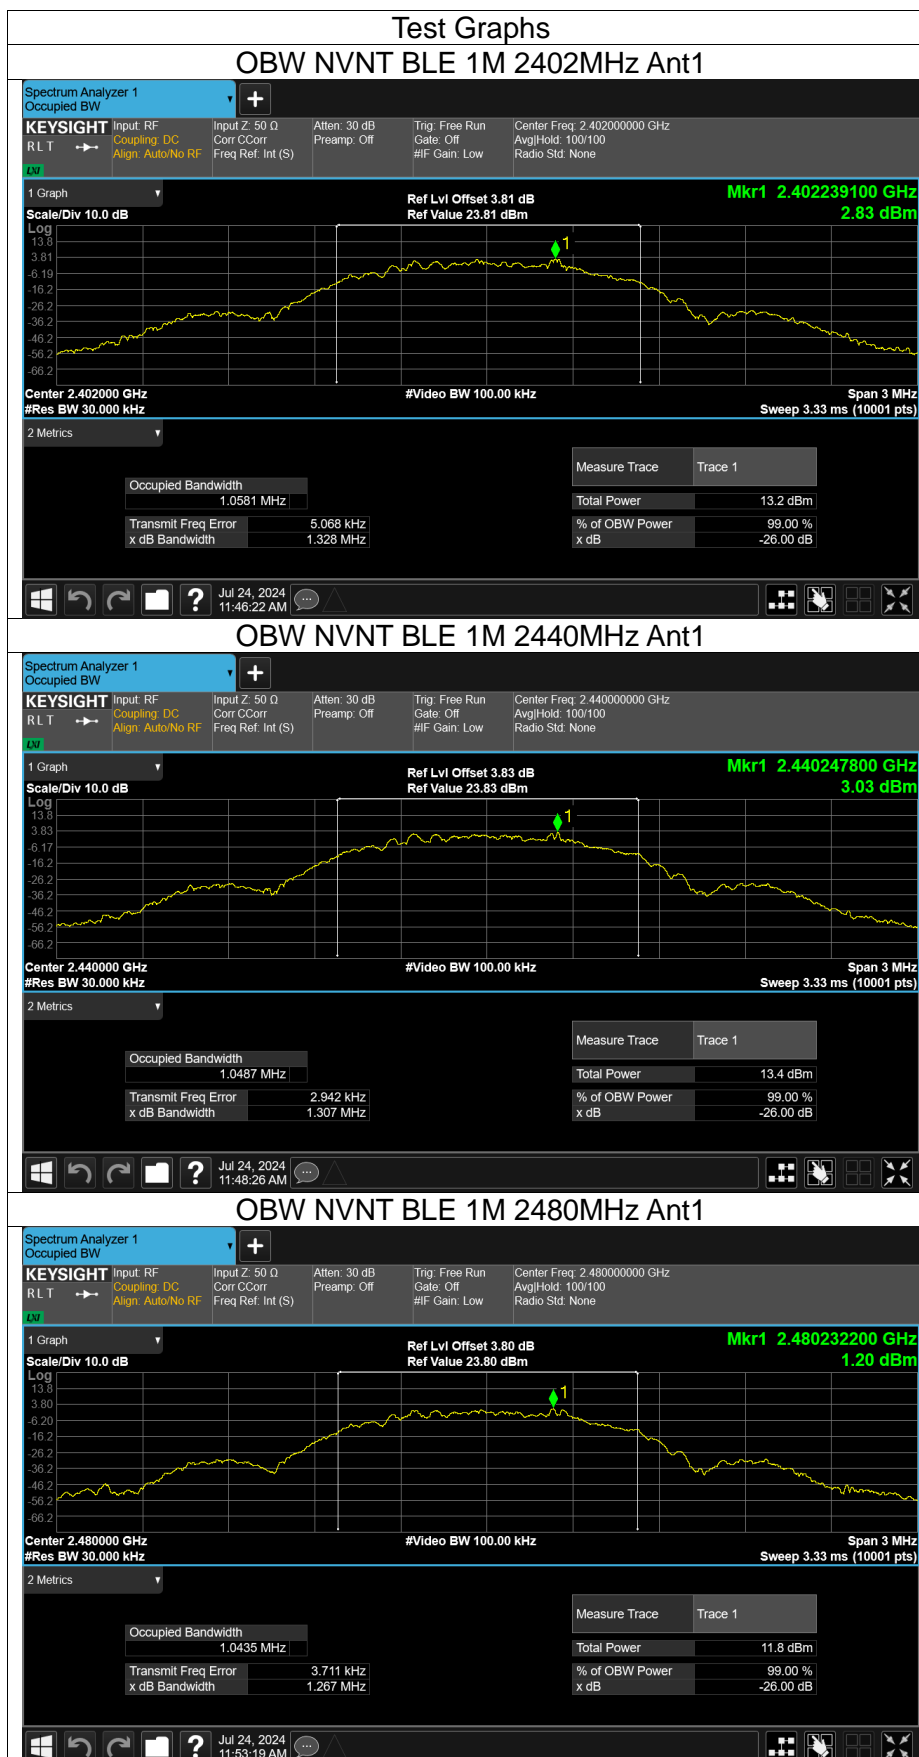 Test Graphs
OBW NVNT BLE 1M 2402MHz Ant1
Spectrum Analyzer 1
Occupied BW
KEYSIGHT Input: RF Input Z: 50 Ω Atten: 30 dB Trig: Free Run Center Freq: 2.402000000 GHz
RLT Coupling: DC Corr CCorr Preamp: Off Gate: Off Avg|Hold: 100/100
Align: Auto/No RF Freq Ref: Int (S) #IF Gain: Low Radio Std: None
LXI
1 Graph Ref Lvl Offset 3.81 dB Mkr1 2.402239100 GHz
Scale/Div 10.0 dB Ref Value 23.81 dBm 2.83 dBm
Log
13.8
1
3.81
-6.19
-16.2
-26.2
-36.2
-46.2
-56.2
-66.2
Center 2.402000 GHz #Video BW 100.00 kHz Span 3 MHz
#Res BW 30.000 kHz Sweep 3.33 ms (10001 pts)
2 Metrics
Measure Trace Trace 1
Occupied Bandwidth
1.0581 MHz Total Power 13.2 dBm
Transmit Freq Error 5.068 kHz % of OBW Power 99.00 %
x dB Bandwidth 1.328 MHz x dB -26.00 dB
? Jul 24, 2024
11:46:22 AM
OBW NVNT BLE 1M 2440MHz Ant1
Spectrum Analyzer 1
Occupied BW
KEYSIGHT Input: RF Input Z: 50 Ω Atten: 30 dB Trig: Free Run Center Freq: 2.440000000 GHz
RLT Coupling: DC Corr CCorr Preamp: Off Gate: Off Avg|Hold: 100/100
Align: Auto/No RF Freq Ref: Int (S) #IF Gain: Low Radio Std: None
LXI
1 Graph Ref Lvl Offset 3.83 dB Mkr1 2.440247800 GHz
Scale/Div 10.0 dB Ref Value 23.83 dBm 3.03 dBm
Log
13.8
1
3.83
-6.17
-16.2
-26.2
-36.2
-46.2
-56.2
-66.2
Center 2.440000 GHz #Video BW 100.00 kHz Span 3 MHz
#Res BW 30.000 kHz Sweep 3.33 ms (10001 pts)
2 Metrics
Measure Trace Trace 1
Occupied Bandwidth
1.0487 MHz Total Power 13.4 dBm
Transmit Freq Error 2.942 kHz % of OBW Power 99.00 %
x dB Bandwidth 1.307 MHz x dB -26.00 dB
? Jul 24, 2024
11:48:26 AM
OBW NVNT BLE 1M 2480MHz Ant1
Spectrum Analyzer 1
Occupied BW
KEYSIGHT Input: RF Input Z: 50 Ω Atten: 30 dB Trig: Free Run Center Freq: 2.480000000 GHz
RLT Coupling: DC Corr CCorr Preamp: Off Gate: Off Avg|Hold: 100/100
Align: Auto/No RF Freq Ref: Int (S) #IF Gain: Low Radio Std: None
LXI
1 Graph Ref Lvl Offset 3.80 dB Mkr1 2.480232200 GHz
Scale/Div 10.0 dB Ref Value 23.80 dBm 1.20 dBm
Log
13.8
1
3.80
-6.20
-16.2
-26.2
-36.2
-46.2
-56.2
-66.2
Center 2.480000 GHz #Video BW 100.00 kHz Span 3 MHz
#Res BW 30.000 kHz Sweep 3.33 ms (10001 pts)
2 Metrics
Measure Trace Trace 1
Occupied Bandwidth
1.0435 MHz Total Power 11.8 dBm
Transmit Freq Error 3.711 kHz % of OBW Power 99.00 %
x dB Bandwidth 1.267 MHz x dB -26.00 dB
? Jul 24, 2024
11:53:19 AM